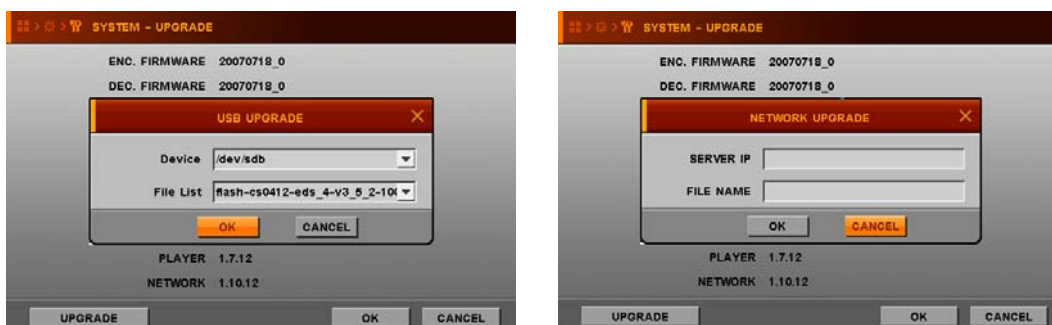 SYSTEM - UPGRADE
ENC. FIRMWARE 20070718_0
DEC. FIRMWARE 20070718_0
USB UPGRADE
Device /dev/sdb
File List flash-cs0412-eds_4-v3_5_2-10
OK CANCEL
PLAYER 1.7.12
NETWORK 1.10.12
UPGRADE OK CANCEL
SYSTEM - UPGRADE
ENC. FIRMWARE 20070718_0
DEC. FIRMWARE 20070718_0
NETWORK UPGRADE
SERVER IP
FILE NAME
OK CANCEL
PLAYER 1.7.12
NETWORK 1.10.12
UPGRADE OK CANCEL